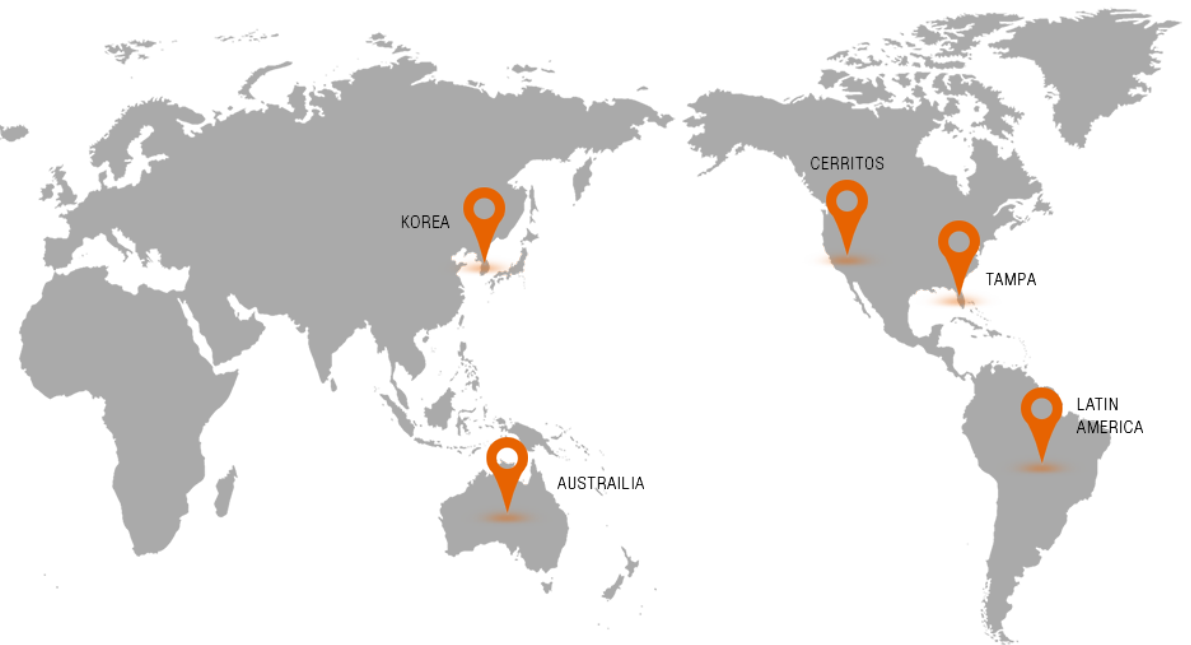 CERRITOS
KOREA
TAMPA
LATIN
AMERICA
AUSTRAILIA